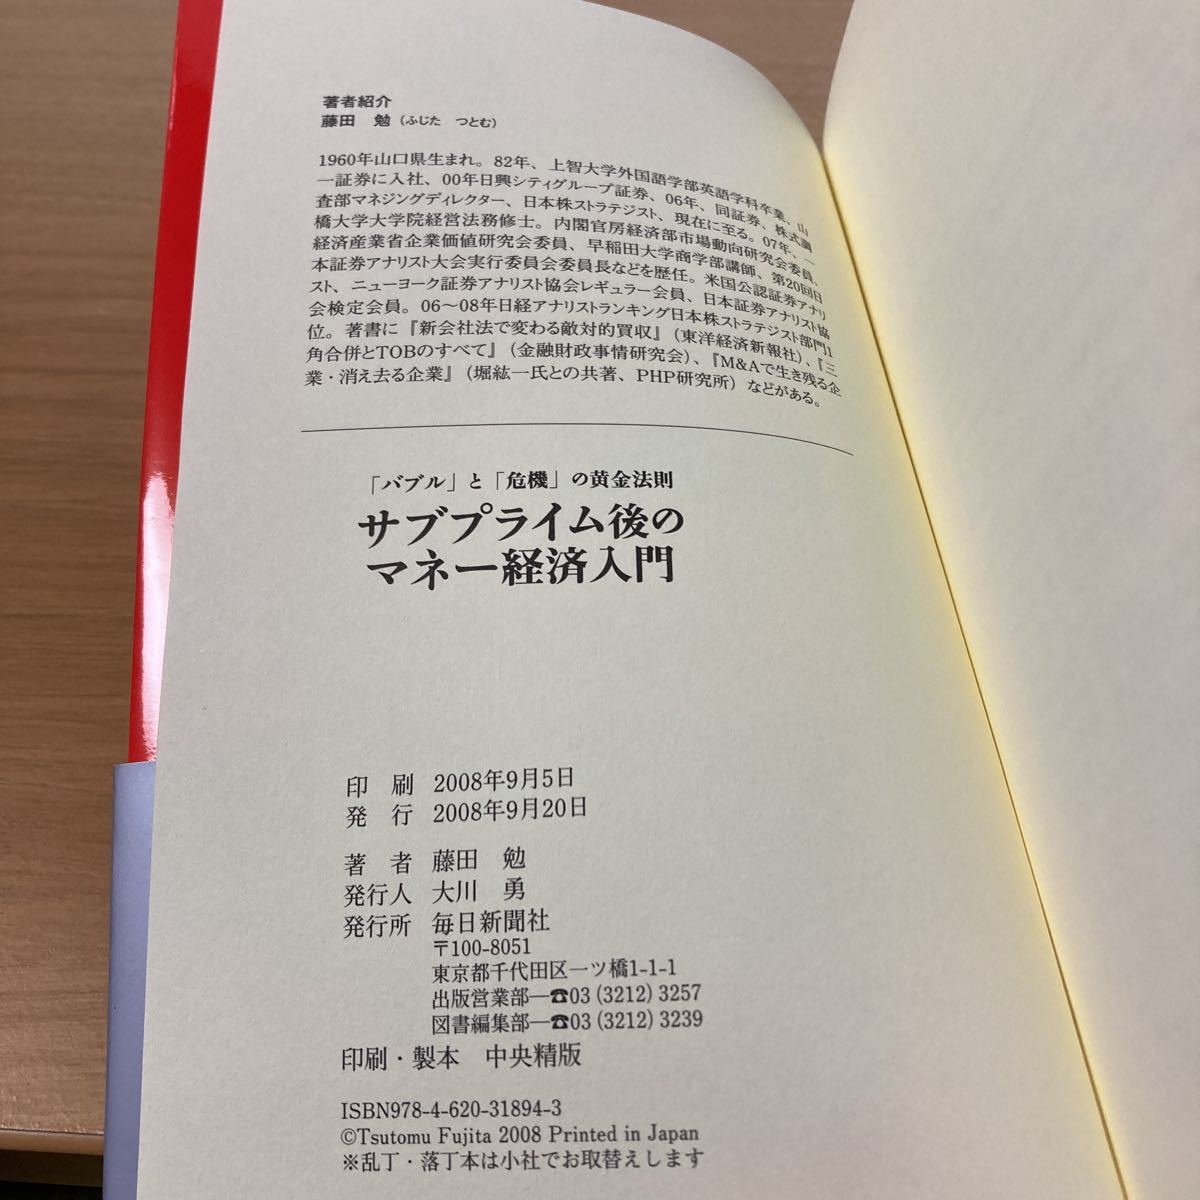 著者紹介
藤田　勉（ふじた　つとむ）
1960年山口県生まれ。82年、上智大学外国語学部英語学科卒業、山
一証券に入社、00年日興シティグループ証券、06年、同証券、株式調
査部マネジングディレクター、日本株ストラテジスト、現在に至る。07年、一
橋大学大学院経営法務修士。内閣官房経済部市場動向研究会委員、
経済産業省企業価値研究会委員、早稲田大学商学部講師、第20回日
本証券アナリスト大会実行委員会委員長などを歴任。米国公認証券アナリ
スト、ニューヨーク証券アナリスト協会レギュラー会員、日本証券アナリスト協
会検定会員。06～08年日経アナリストランキング日本株ストラテジスト部門1
位。著書に『新会社法で変わる敵対的買収』（東洋経済新報社）、『三
角合併とTOBのすべて』（金融財政事情研究会）、『M&Aで生き残る企
業・消え去る企業』（堀紘一氏との共著、PHP研究所）などがある。
「バブル」と「危機」の黄金法則
サブプライム後の
マネー経済入門
印　刷　2008年9月5日
発　行　2008年9月20日
著　者　藤田　勉
発行人　大川　勇
発行所　毎日新聞社
〒100-8051
東京都千代田区一ツ橋1-1-1
出版営業部─☎03(3212)3257
図書編集部─☎03(3212)3239
印刷・製本　中央精版
ISBN978-4-620-31894-3
©Tsutomu Fujita 2008 Printed in Japan
※乱丁・落丁本は小社でお取替えします